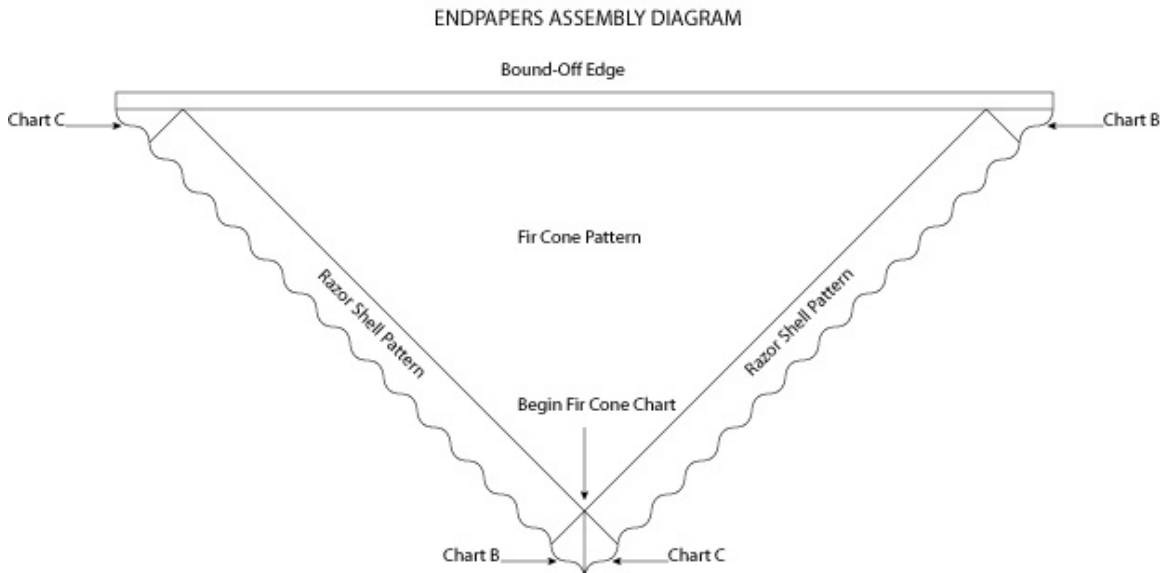 ENDPAPERS ASSEMBLY DIAGRAM
Bound-Off Edge
Chart C
Chart B
Fir Cone Pattern
Razor Shell Pattern
Razor Shell Pattern
Begin Fir Cone Chart
Chart B
Chart C